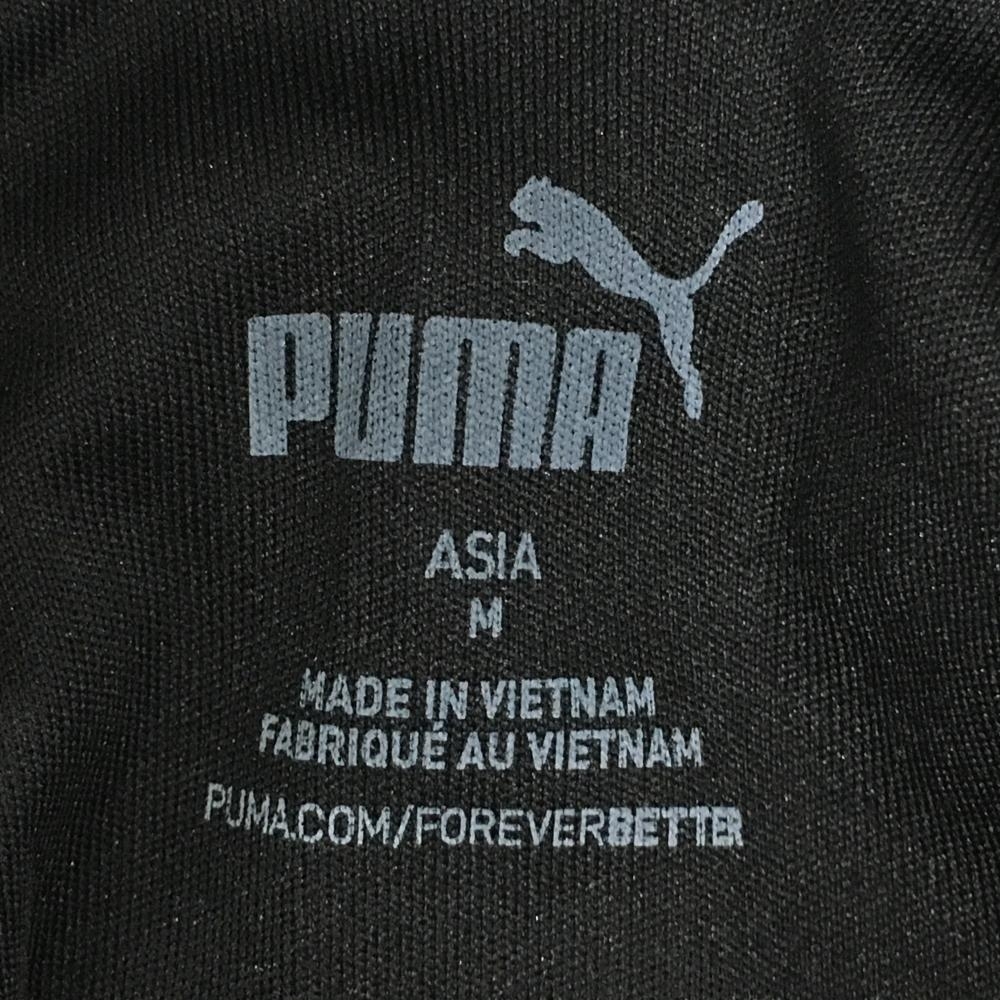 PUMA
ASIA
M
MADE IN VIETNAM
FABRIQUÉ AU VIETNAM
PUMA.COM/FOREVERBETTER